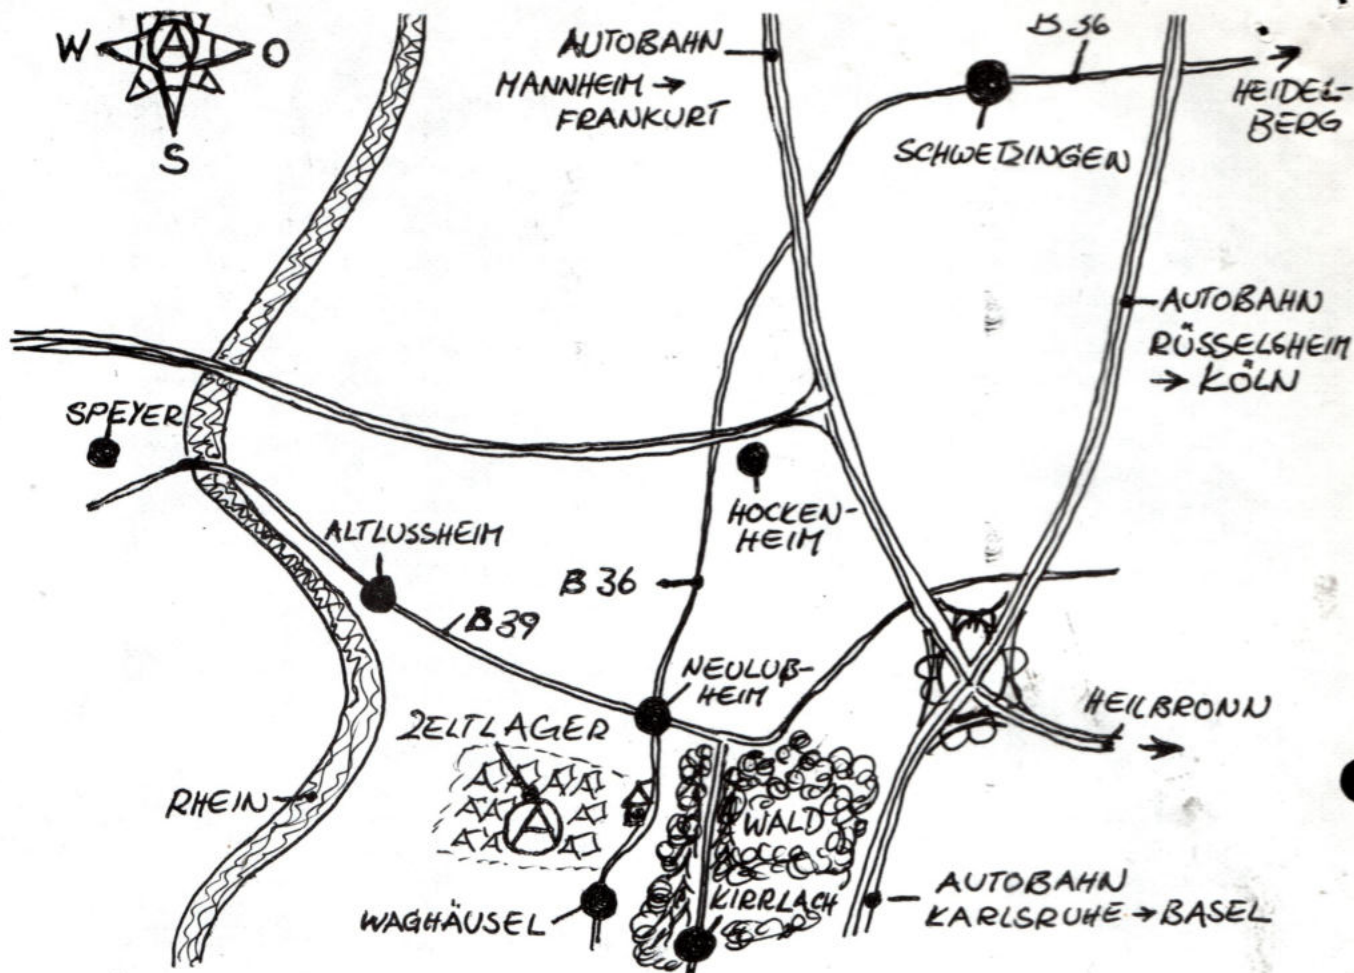 A
W
O
S
AUTOBAHN
MANNHEIM →
FRANKURT
B 36
→
HEIDEL-
BERG
SCHWETZINGEN
AUTOBAHN
RÜSSELSHEIM
→ KÖLN
SPEYER
HOCKEN-
HEIM
ALTLUSSHEIM
B 36
B 39
NEULUß-
HEIM
HEILBRONN
→
ZELTLAGER
A
RHEIN
WALD
KIRRLACH
WAGHÄUSEL
AUTOBAHN
KARLSRUHE → BASEL